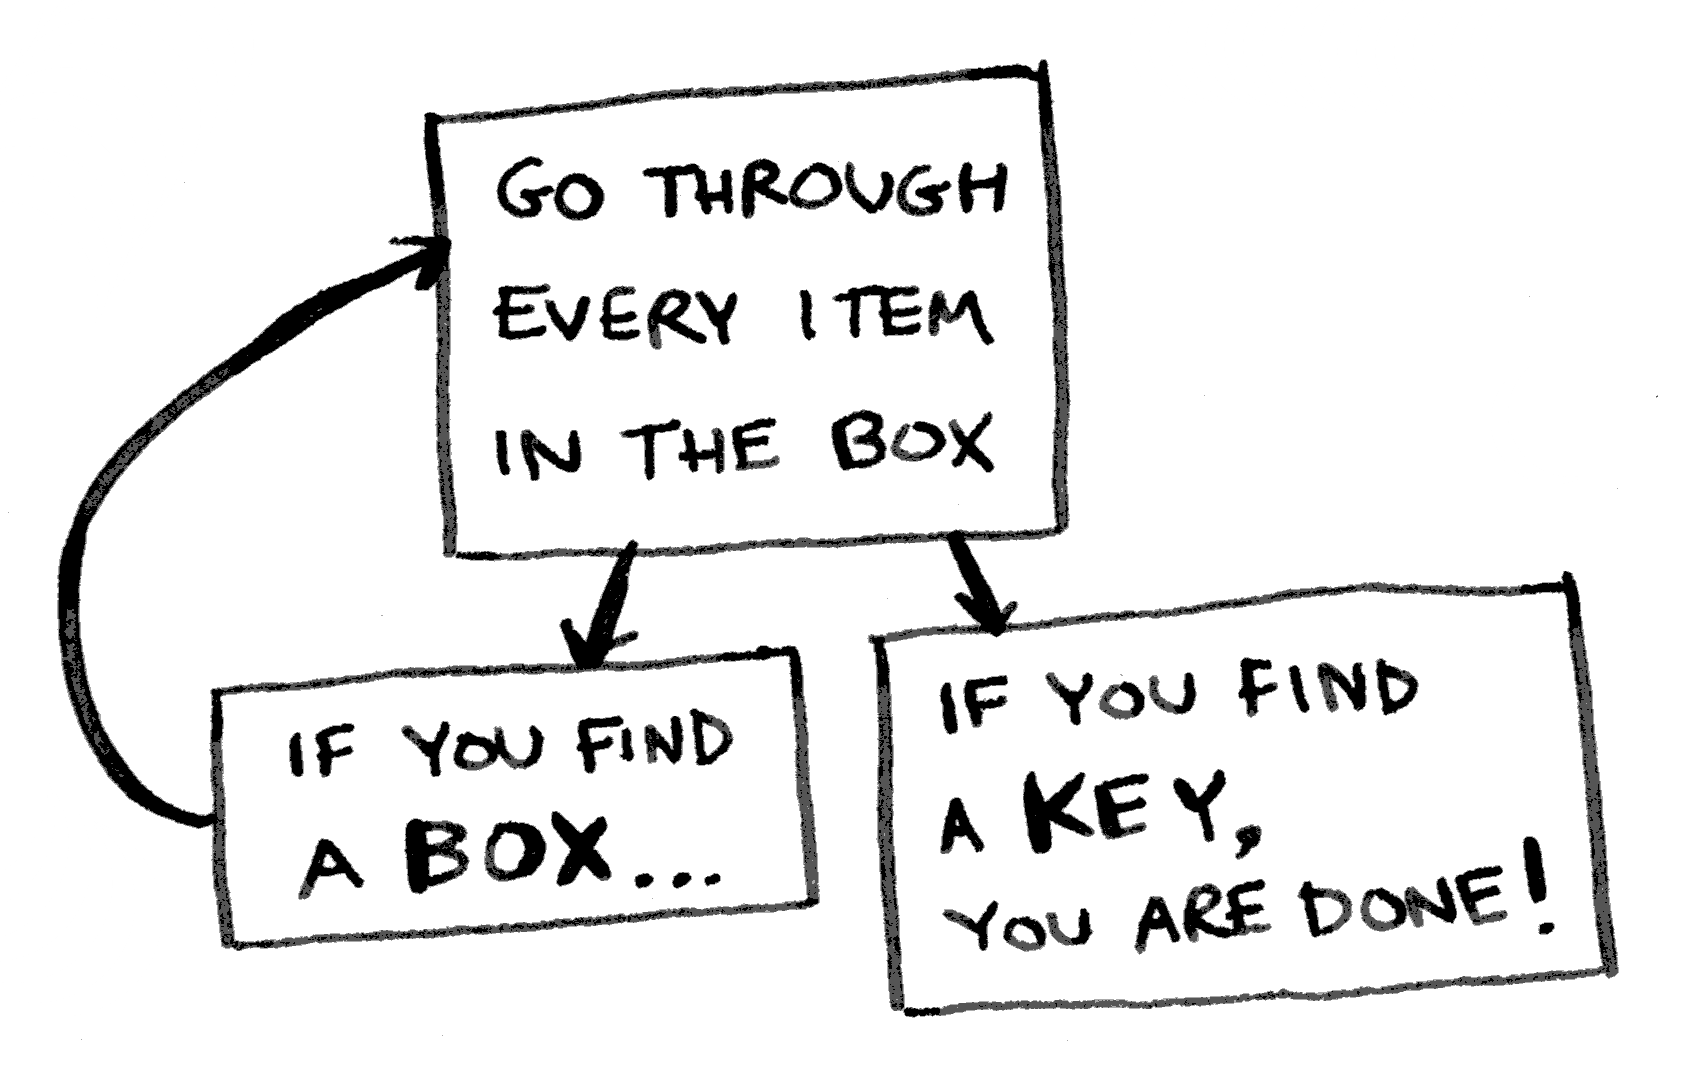 GO THROUGH
EVERY ITEM
IN THE BOX
IF YOU FIND
A BOX...
IF YOU FIND
A KEY,
YOU ARE DONE!